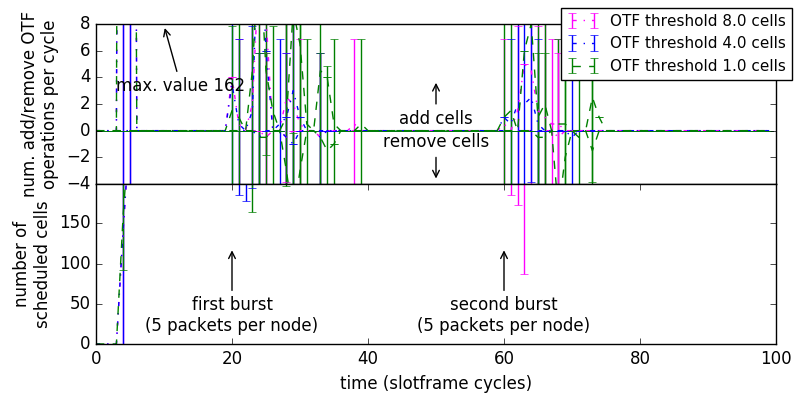 OTF threshold 8.0 cells
OTF threshold 4.0 cells
OTF threshold 1.0 cells
num. add/remove OTF
operations per cycle
8
6
4
2
0
−2
−4
max. value 162
add cells
remove cells
number of
scheduled cells
150
100
50
0
first burst
(5 packets per node)
second burst
(5 packets per node)
0
20
40
60
80
100
time (slotframe cycles)